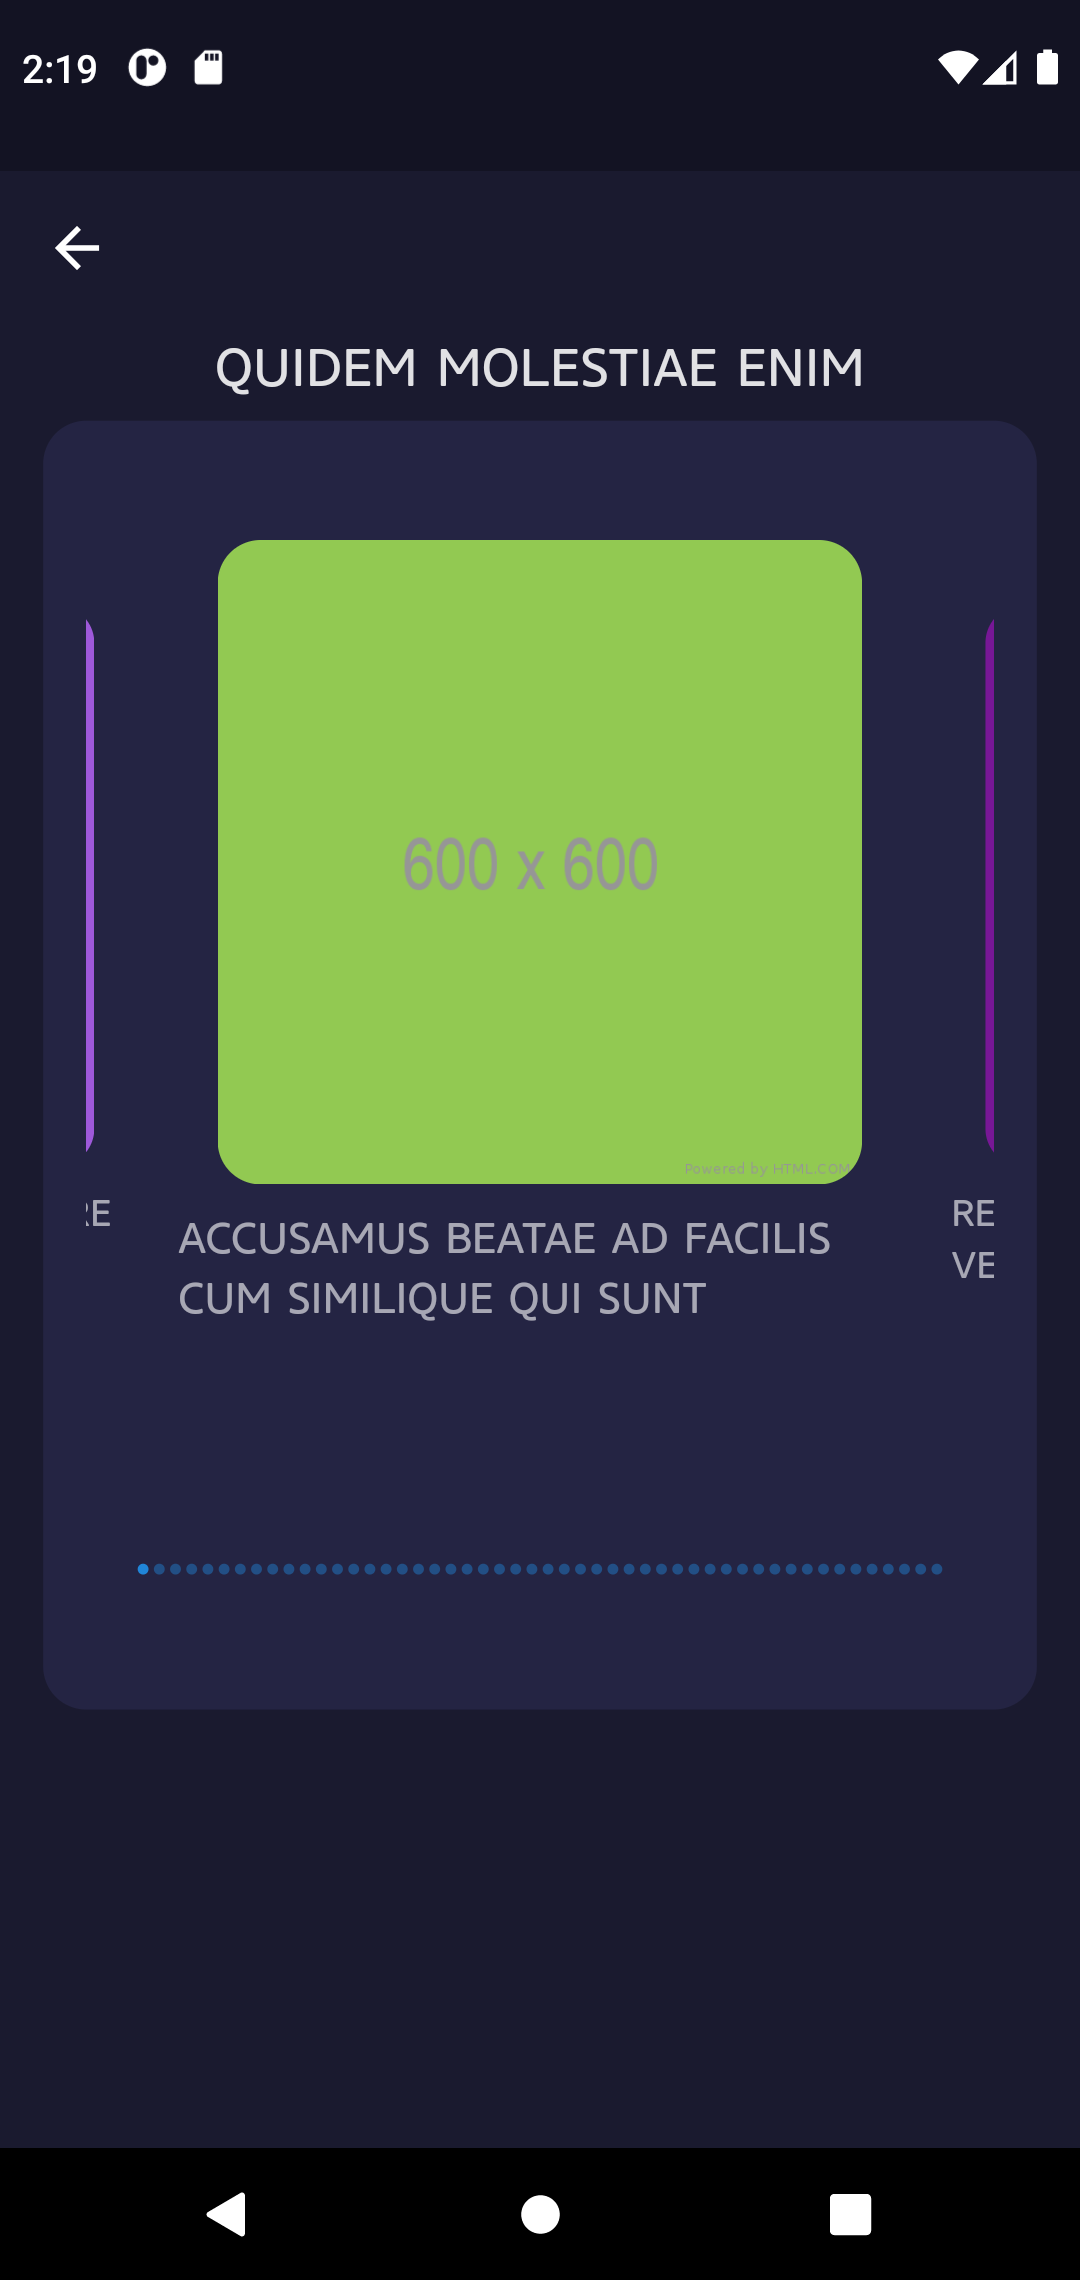 2:19
QUIDEM MOLESTIAE ENIM
600 x 600
Powered by HTML.COM
RE
ACCUSAMUS BEATAE AD FACILIS
CUM SIMILIQUE QUI SUNT
RE
VE